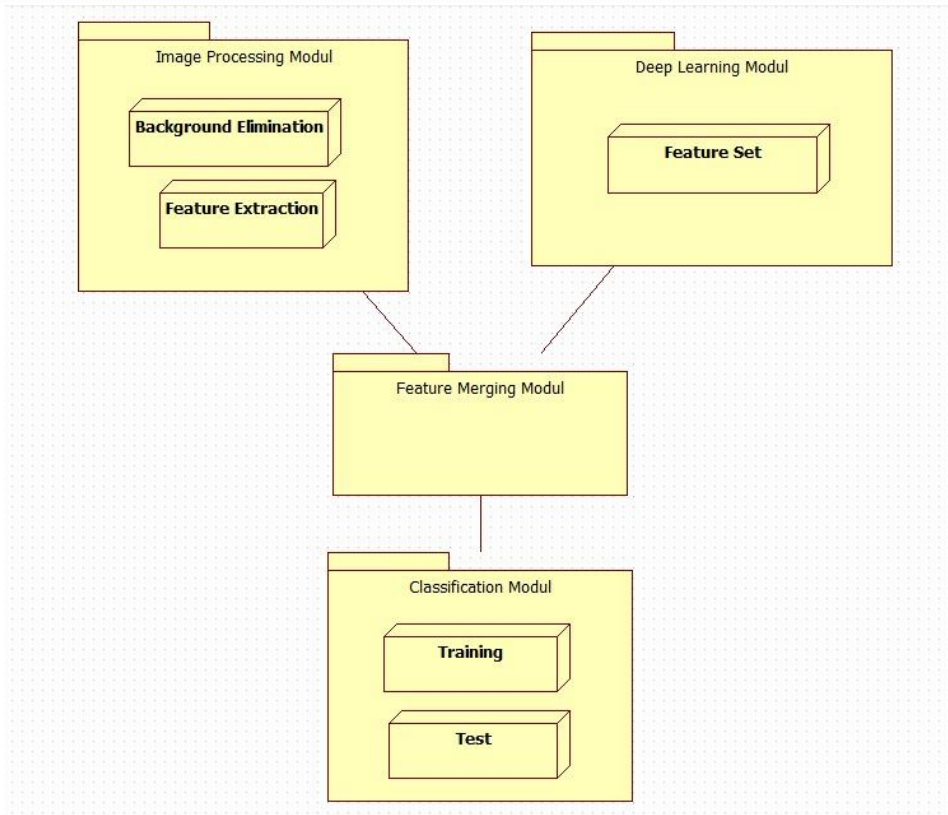 Image Processing Modul
Background Elimination
Feature Extraction
Deep Learning Modul
Feature Set
Feature Merging Modul
Classification Modul
Training
Test